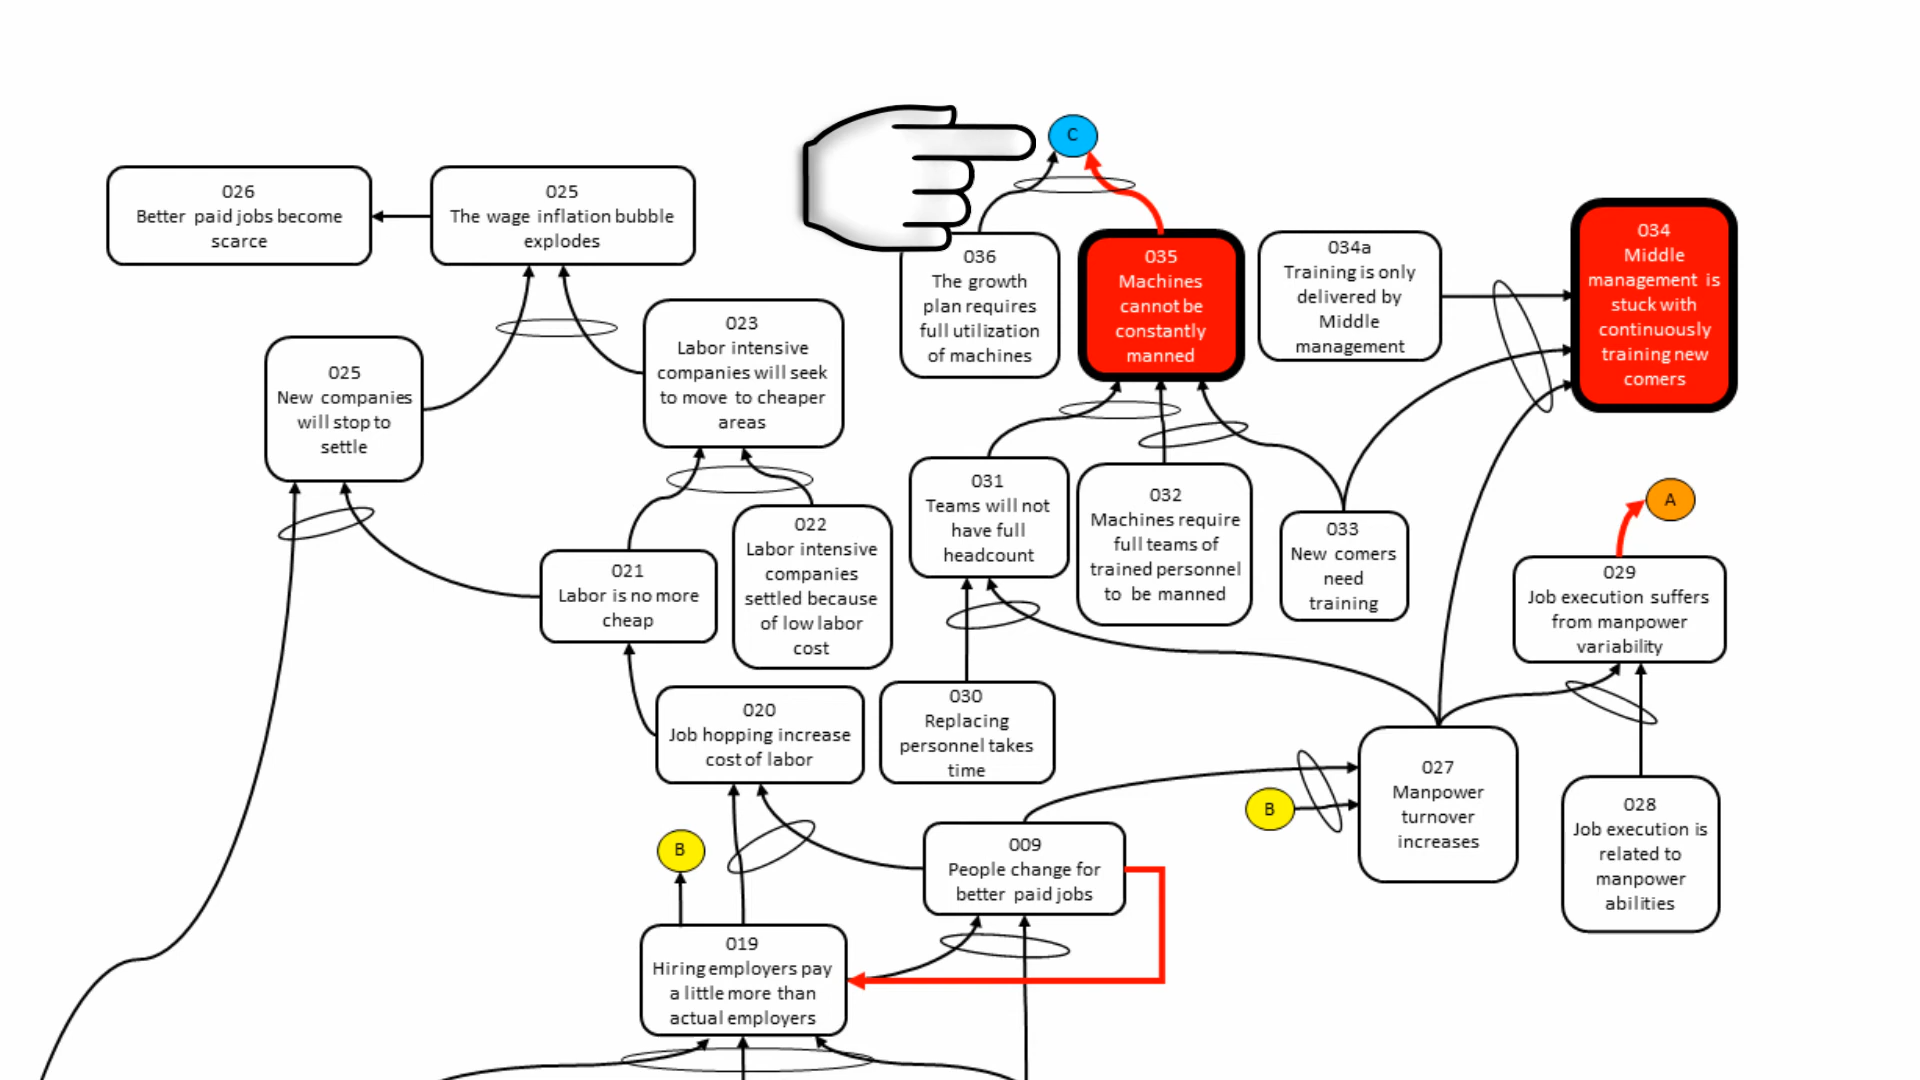 C
026
Better paid jobs become
scarce
025
The wage inflation bubble
explodes
036
The growth
plan requires
full utilization
of machines
035
Machines
cannot be
constantly
manned
034a
Training is only
delivered by
Middle
management
034
Middle
management is
stuck with
continuously
training new
comers
025
New companies
will stop to
settle
023
Labor intensive
companies will seek
to move to cheaper
areas
031
Teams will not
have full
headcount
032
Machines require
full teams of
trained personnel
to be manned
033
New comers
need
training
A
021
Labor is no more
cheap
022
Labor intensive
companies
settled because
of low labor
cost
029
Job execution suffers
from manpower
variability
020
Job hopping increase
cost of labor
030
Replacing
personnel takes
time
027
Manpower
turnover
increases
B
028
Job execution is
related to
manpower
abilities
B
009
People change for
better paid jobs
019
Hiring employers pay
a little more than
actual employers